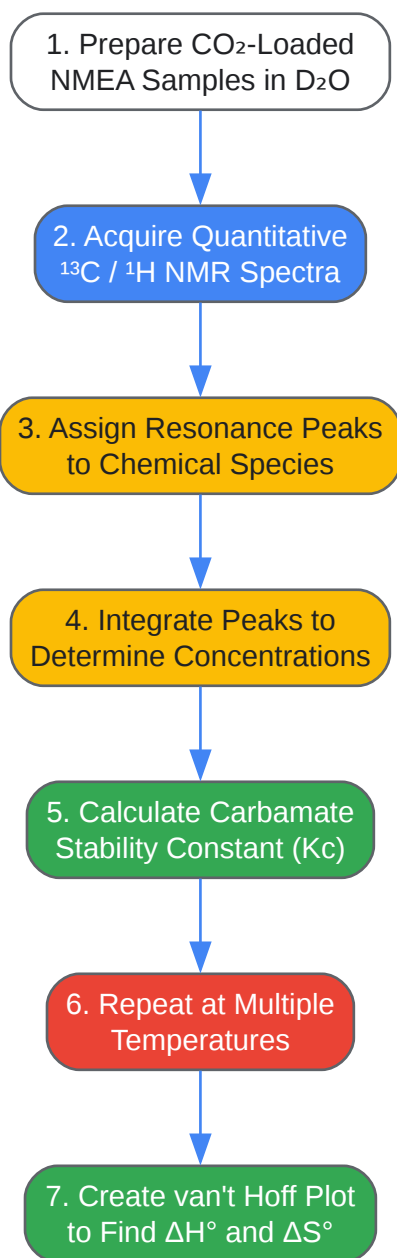 1. Prepare CO₂-Loaded
NMEA Samples in D₂O
2. Acquire Quantitative
¹³C / ¹H NMR Spectra
3. Assign Resonance Peaks
to Chemical Species
4. Integrate Peaks to
Determine Concentrations
5. Calculate Carbamate
Stability Constant (Kc)
6. Repeat at Multiple
Temperatures
7. Create van't Hoff Plot
to Find ΔH° and ΔS°